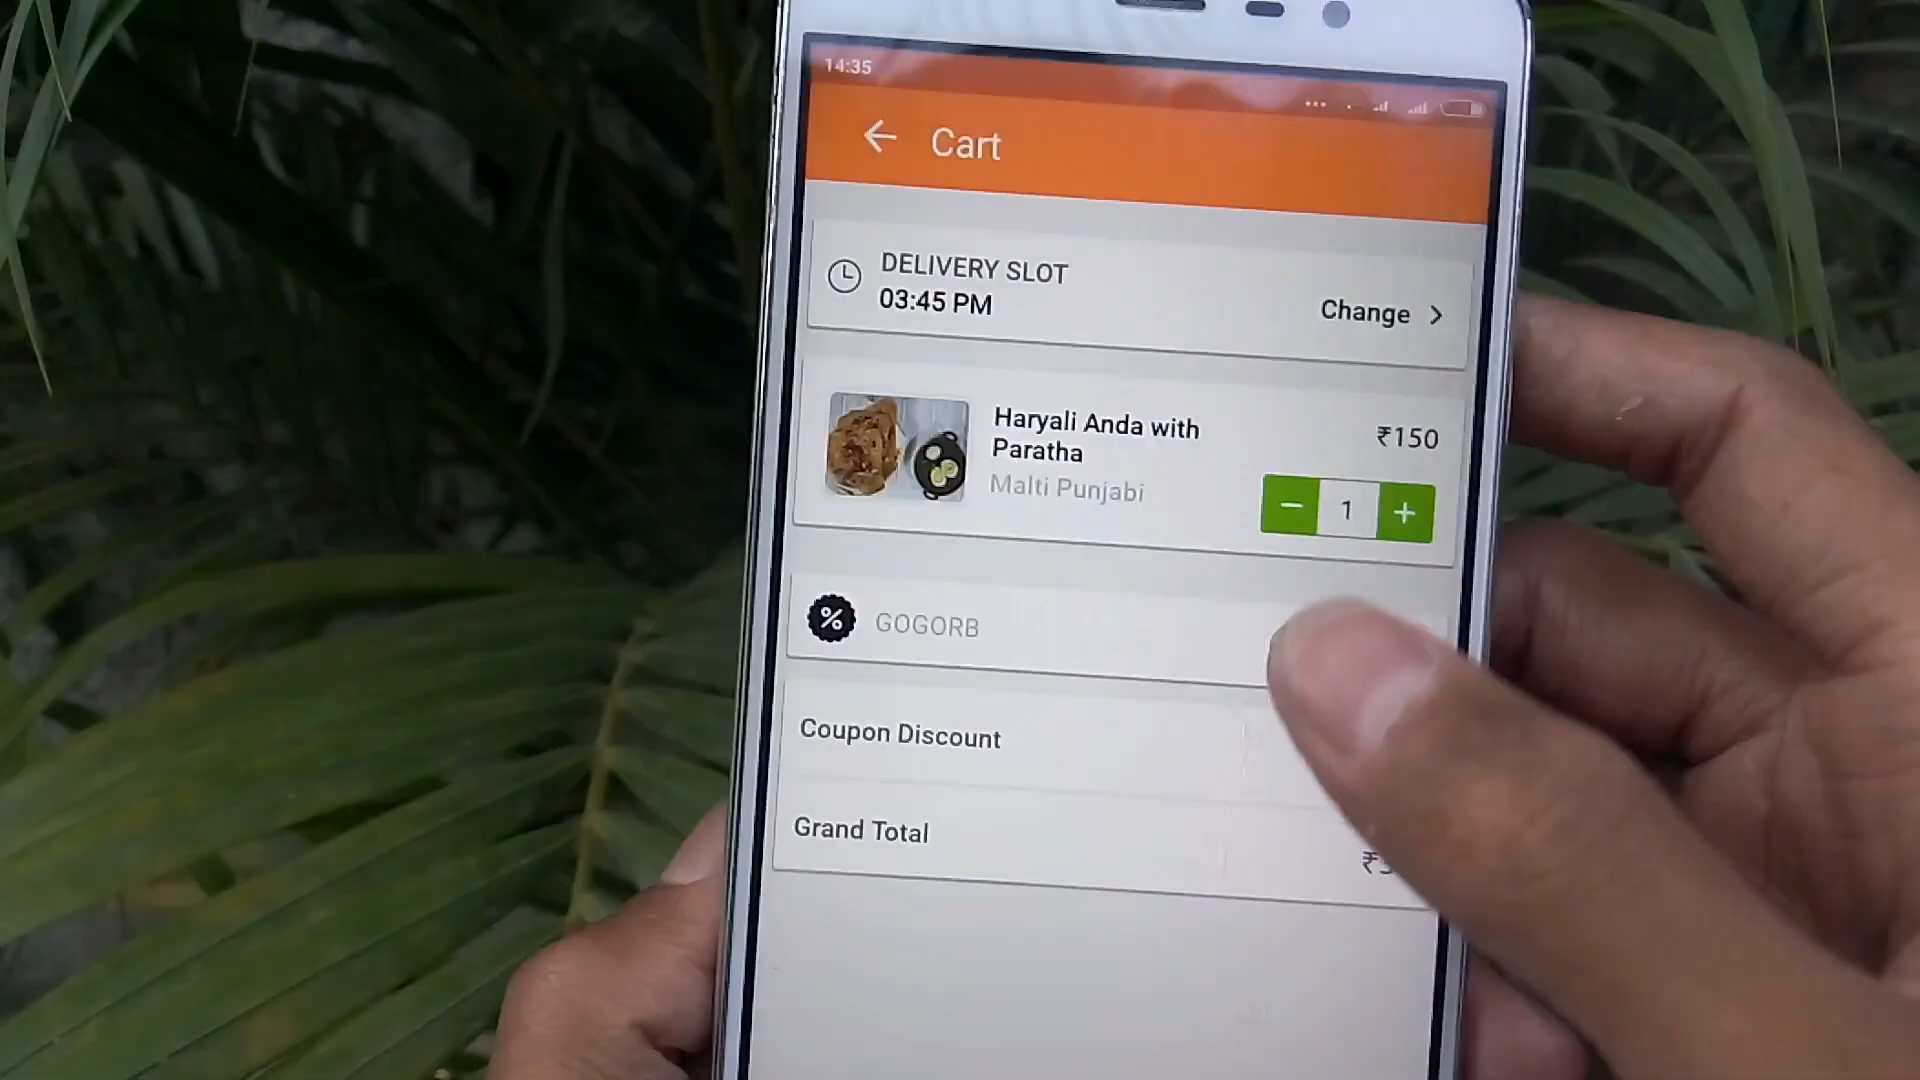 14:35
Cart
DELIVERY SLOT
03:45 PM
Change
Haryali Anda with
Paratha
₹150
Malti Punjabi
1
GOGORB
Coupon Discount
Grand Total